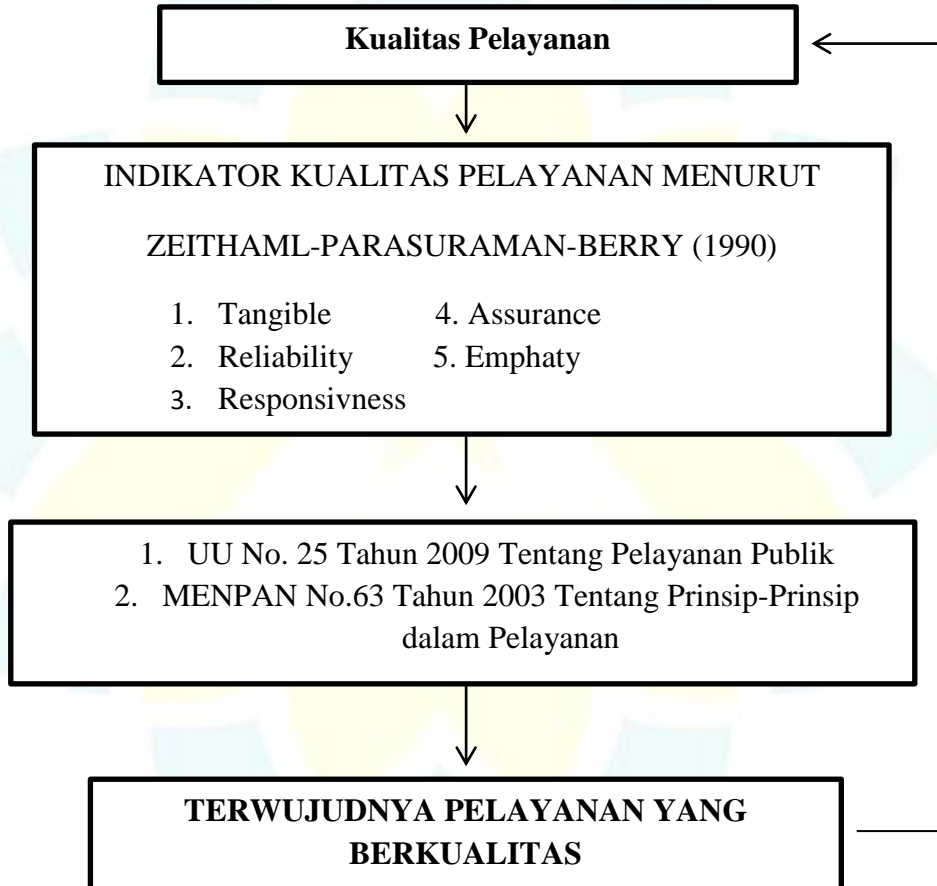 Kualitas Pelayanan
INDIKATOR KUALITAS PELAYANAN MENURUT
ZEITHAML-PARASURAMAN-BERRY (1990)
1. Tangible 4. Assurance
2. Reliability 5. Emphaty
3. Responsivness
1. UU No. 25 Tahun 2009 Tentang Pelayanan Publik
2. MENPAN No.63 Tahun 2003 Tentang Prinsip-Prinsip
dalam Pelayanan
TERWUJUDNYA PELAYANAN YANG
BERKUALITAS